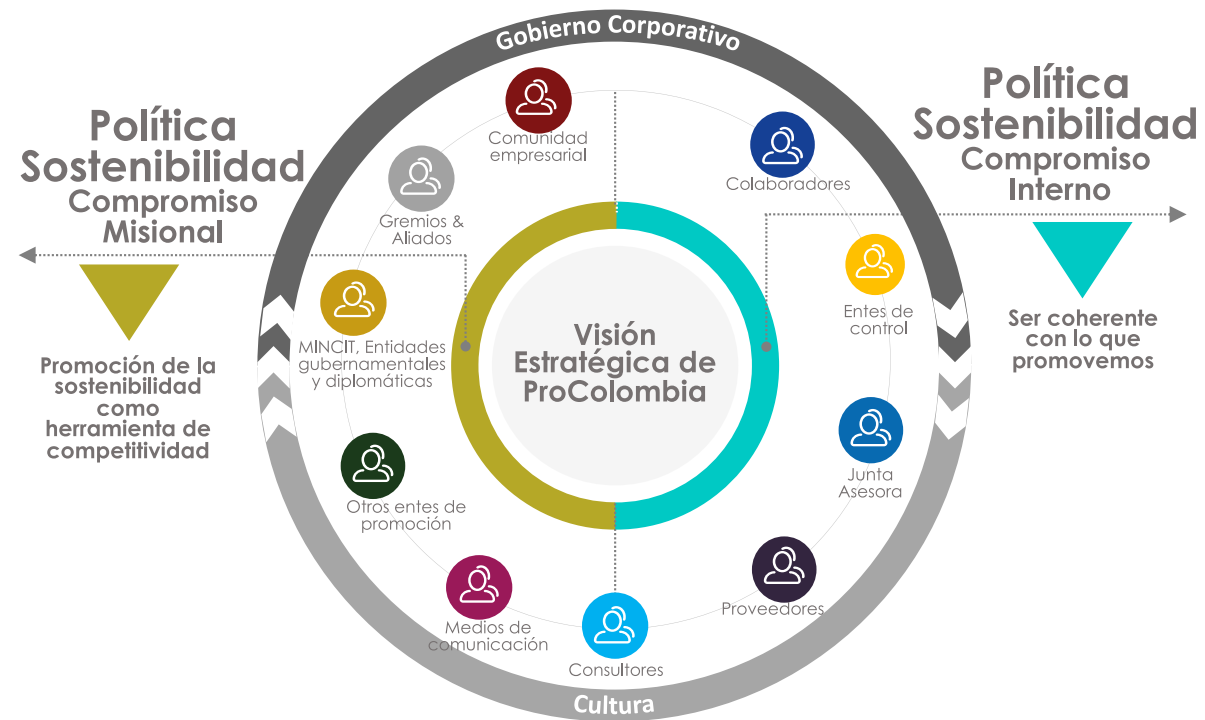 Gobierno Corporativo
Política
Sostenibilidad
Compromiso
Misional
Promoción de la
sostenibilidad
como
herramienta de
competitividad
Política
Sostenibilidad
Compromiso
Interno
Ser coherente
con lo que
promovemos
Comunidad
empresarial
Gremios &
Aliados
MINCIT, Entidades
gubernamentales
y diplomáticas
Otros entes de
promoción
Medios de
comunicación
Consultores
Proveedores
Junta
Asesora
Entes de
control
Colaboradores
Visión
Estratégica de
ProColombia
Cultura